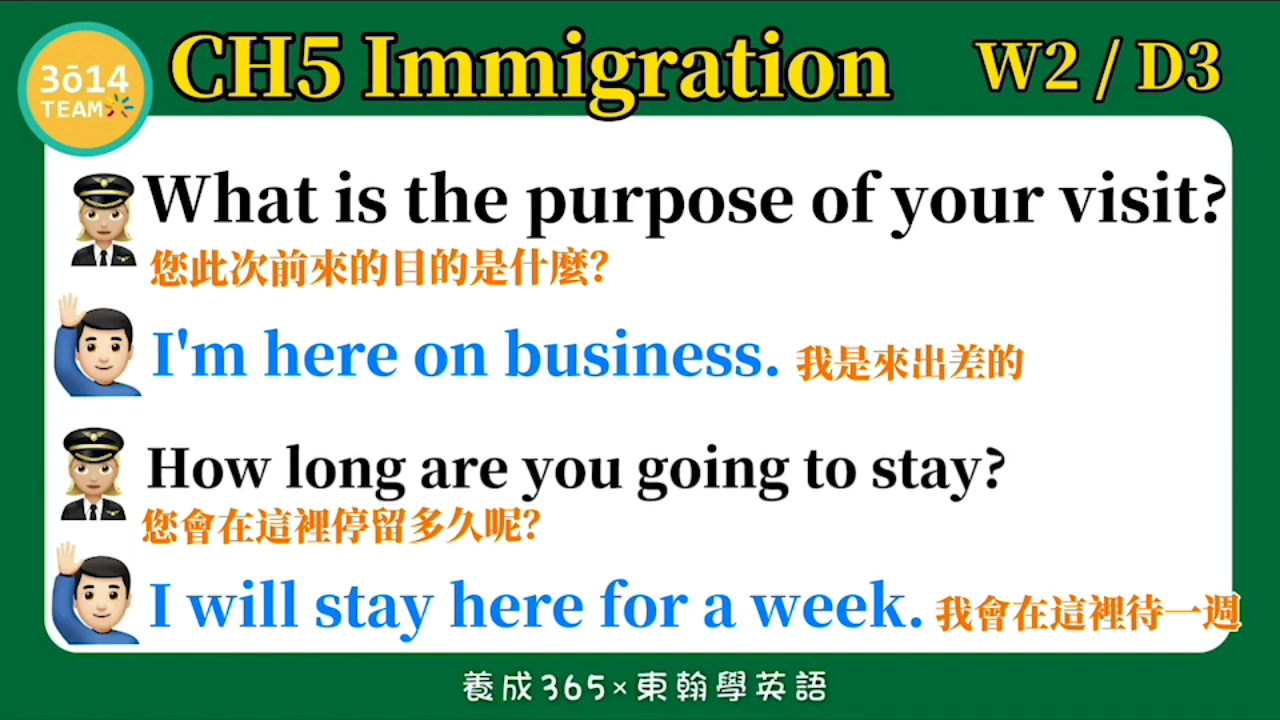 3ō14
TEAM
CH5 Immigration
W2 / D3
What is the purpose of your visit?
您此次前來的目的是什麼?
I'm here on business. 我是來出差的
How long are you going to stay?
您會在這裡停留多久呢?
I will stay here for a week. 我會在這裡待一週
養成365×東翰學英語